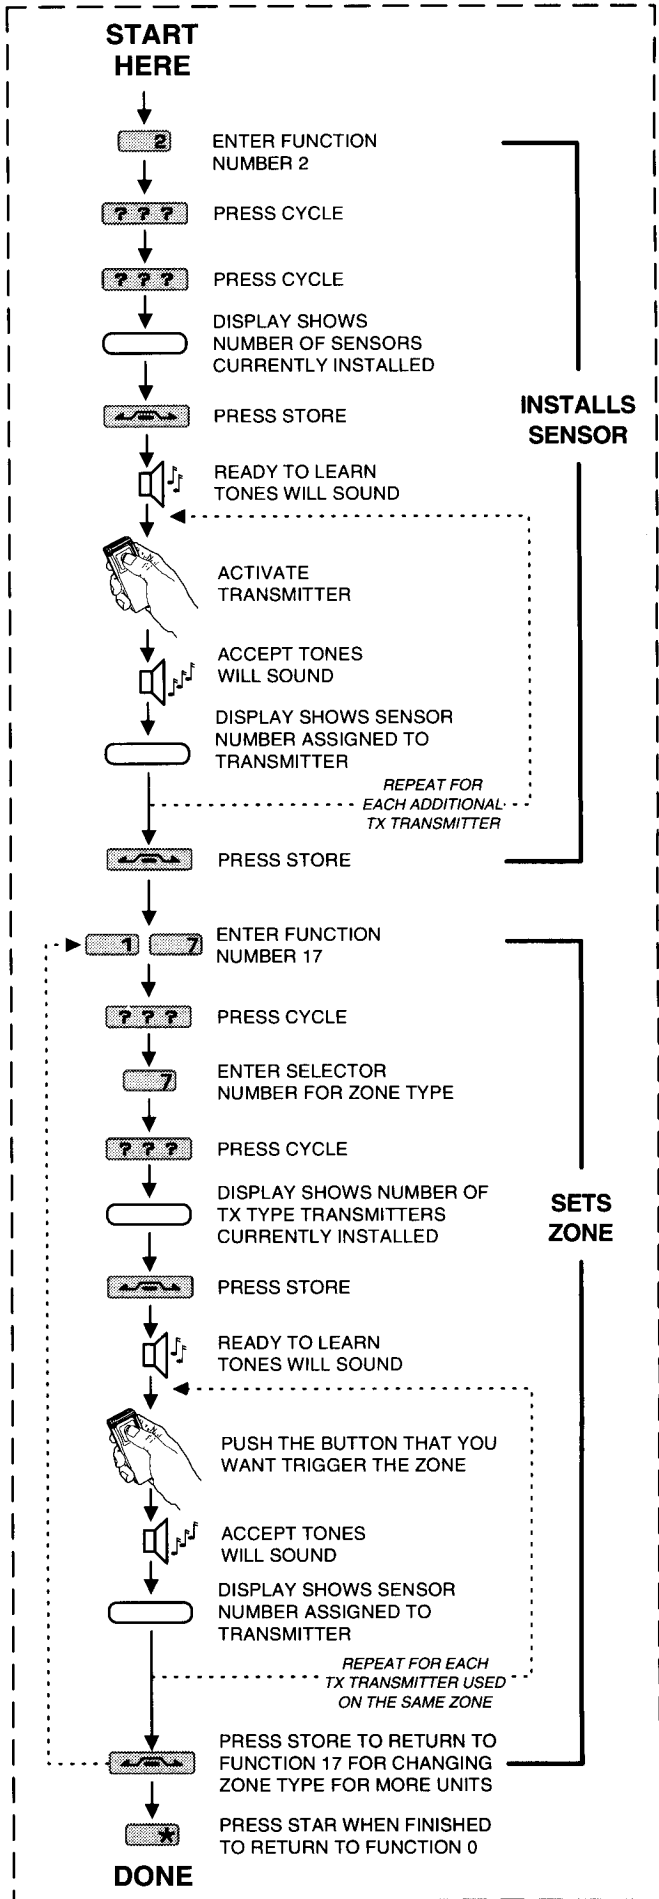 START
HERE
2
ENTER FUNCTION
NUMBER 2
? ? ?
PRESS CYCLE
? ? ?
PRESS CYCLE
DISPLAY SHOWS
NUMBER OF SENSORS
CURRENTLY INSTALLED
PRESS STORE
INSTALLS
SENSOR
READY TO LEARN
TONES WILL SOUND
ACTIVATE
TRANSMITTER
ACCEPT TONES
WILL SOUND
DISPLAY SHOWS SENSOR
NUMBER ASSIGNED TO
TRANSMITTER
REPEAT FOR
EACH ADDITIONAL
TX TRANSMITTER
PRESS STORE
1 7
ENTER FUNCTION
NUMBER 17
? ? ?
PRESS CYCLE
7
ENTER SELECTOR
NUMBER FOR ZONE TYPE
? ? ?
PRESS CYCLE
DISPLAY SHOWS NUMBER OF
TX TYPE TRANSMITTERS
CURRENTLY INSTALLED
SETS
ZONE
PRESS STORE
READY TO LEARN
TONES WILL SOUND
PUSH THE BUTTON THAT YOU
WANT TRIGGER THE ZONE
ACCEPT TONES
WILL SOUND
DISPLAY SHOWS SENSOR
NUMBER ASSIGNED TO
TRANSMITTER
REPEAT FOR EACH
TX TRANSMITTER USED
ON THE SAME ZONE
PRESS STORE TO RETURN TO
FUNCTION 17 FOR CHANGING
ZONE TYPE FOR MORE UNITS
*
PRESS STAR WHEN FINISHED
TO RETURN TO FUNCTION 0
DONE